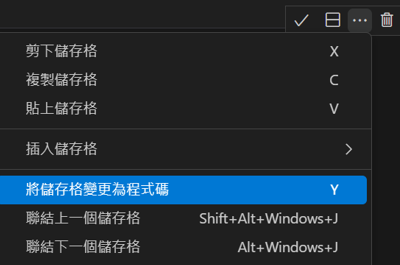 剪下儲存格 X
複製儲存格 C
貼上儲存格 V
插入儲存格
將儲存格變更為程式碼 Y
聯結上一個儲存格 Shift+Alt+Windows+J
聯結下一個儲存格 Alt+Windows+J